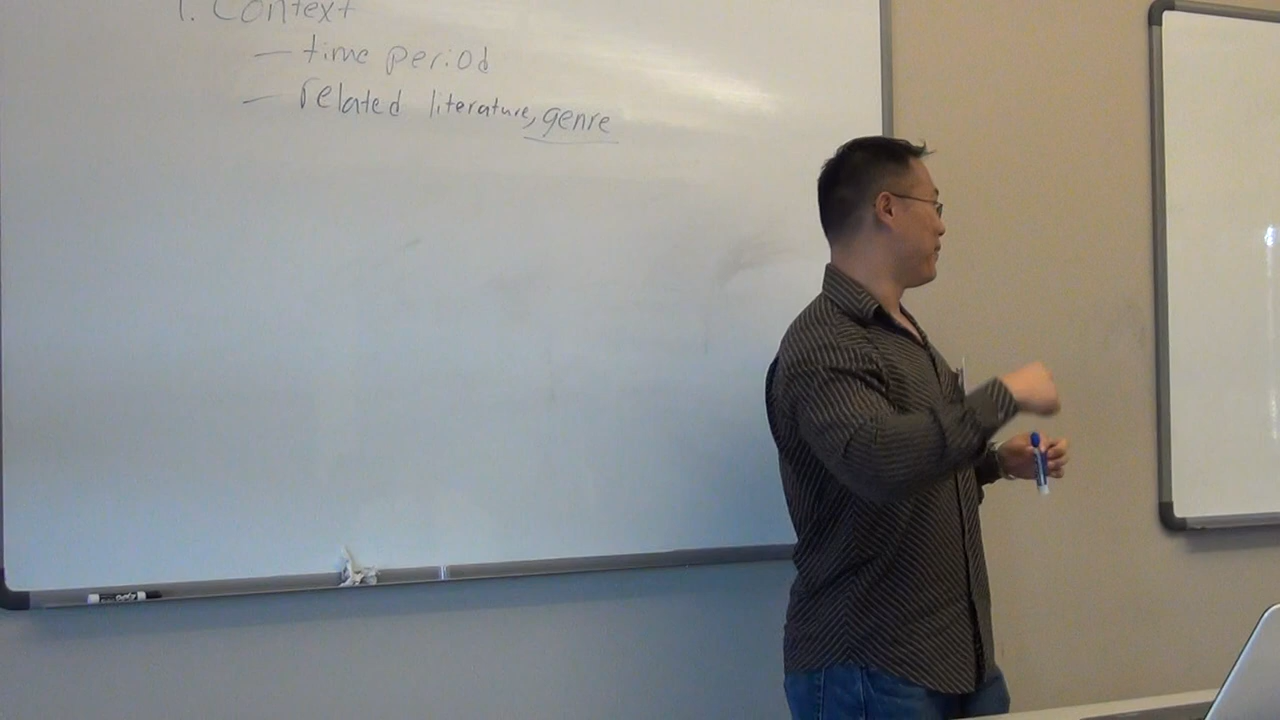 1. Context
— time period
— related literature, genre